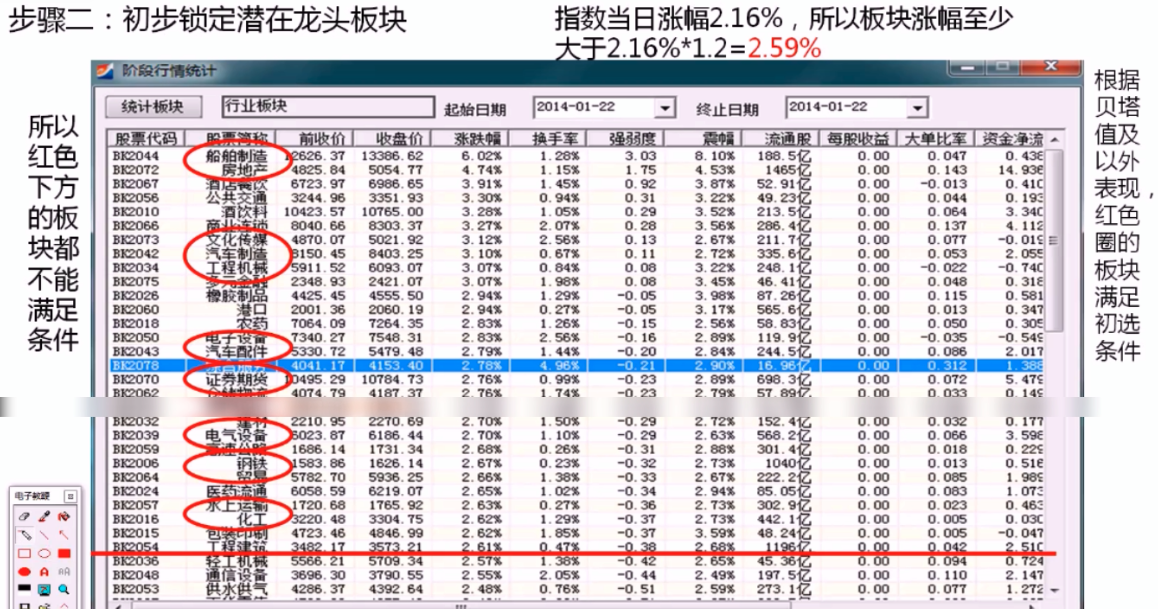 步骤二：初步锁定潜在龙头板块
指数当日涨幅2.16%，所以板块涨幅至少
大于2.16%*1.2=2.59%
阶段行情统计
统计板块 行业板块 起始日期 2014-01-22 终止日期 2014-01-22
股票代码 股票简称 前收价 收盘价 涨跌幅 换手率 强弱度 震幅 流通股 每股收益 大单比率 资金净流
BK2044 船舶制造 12626.37 13386.62 6.02% 1.28% 3.03 8.10% 188.5亿 0.00 0.047 0.438
BK2072 房地产 4825.84 5054.77 4.74% 1.15% 1.75 4.53% 1465亿 0.00 0.143 14.936
BK2067 酒店餐饮 6723.97 6986.65 3.91% 1.45% 0.92 3.87% 52.91亿 0.00 -0.013 0.410
BK2056 公共交通 3244.96 3351.93 3.30% 0.94% 0.31 3.22% 49.23亿 0.00 0.044 0.193
BK2010 酒饮料 10423.57 10765.00 3.28% 1.05% 0.29 3.52% 213.5亿 0.00 0.064 3.340
BK2066 商业连锁 8040.66 8303.37 3.27% 2.07% 0.28 3.56% 286.4亿 0.00 0.137 4.112
BK2073 文化传媒 4870.07 5021.92 3.12% 2.56% 0.13 2.67% 211.7亿 0.00 0.077 -0.019
BK2042 汽车制造 8150.45 8403.25 3.10% 0.67% 0.11 2.72% 335.6亿 0.00 0.053 2.055
BK2034 工程机械 5911.52 6093.07 3.07% 0.84% 0.08 3.22% 248.1亿 0.00 -0.022 -0.740
BK2075 多元金融 2348.93 2421.07 3.07% 1.98% 0.08 3.45% 46.41亿 0.00 0.048 0.318
BK2026 橡胶制品 4425.45 4555.50 2.94% 1.29% -0.05 3.98% 87.26亿 0.00 0.115 0.581
BK2060 港口 2001.36 2060.19 2.94% 0.27% -0.05 3.17% 565.6亿 0.00 0.013 0.347
BK2018 农药 7064.09 7264.35 2.83% 1.26% -0.15 2.56% 58.83亿 0.00 0.050 0.305
BK2050 电子设备 7340.27 7548.31 2.83% 2.56% -0.16 2.89% 119.9亿 0.00 -0.035 -0.549
BK2043 汽车配件 5330.72 5479.48 2.79% 1.44% -0.20 2.84% 244.5亿 0.00 0.086 2.017
BK2078 4041.17 4153.40 2.78% 4.96% -0.21 2.90% 16.96亿 0.00 0.312 1.388
BK2070 证券期货 10495.29 10784.73 2.76% 0.99% -0.23 2.89% 698.3亿 0.00 0.072 5.479
BK2062 仓储物流 4074.79 4187.37 2.76% 1.74% -0.23 2.79% 57.89亿 0.00 0.033 0.149
BK2032 建材 2210.95 2270.69 2.70% 1.50% -0.29 2.72% 152.4亿 0.00 0.032 0.177
BK2039 电气设备 6023.87 6186.44 2.70% 1.10% -0.29 2.63% 568.2亿 0.00 0.066 3.598
BK2059 高速公路 1686.14 1731.34 2.68% 0.26% -0.31 2.88% 301.4亿 0.00 0.018 0.229
BK2006 钢铁 1583.86 1626.14 2.67% 0.23% -0.32 2.73% 1040亿 0.00 0.013 0.516
BK2064 贸易 5782.70 5936.25 2.66% 1.38% -0.33 2.67% 222.2亿 0.00 0.085 1.989
BK2024 医药流通 6058.59 6219.07 2.65% 1.02% -0.34 2.94% 85.05亿 0.00 0.083 1.073
BK2057 水上运输 1720.68 1765.92 2.63% 0.27% -0.36 2.73% 302.9亿 0.00 0.023 0.463
BK2016 化工 3220.48 3304.75 2.62% 1.29% -0.37 2.73% 442.1亿 0.00 0.005 0.030
BK2015 包装印刷 4723.46 4846.99 2.62% 1.85% -0.37 3.59% 48.24亿 0.00 0.005 -0.047
BK2054 工程建筑 3482.17 3573.21 2.61% 0.47% -0.38 2.68% 1196亿 0.00 0.042 2.510
BK2036 轻工机械 5566.21 5709.34 2.57% 1.38% -0.42 2.65% 45.36亿 0.00 0.094 0.724
BK2048 通信设备 3696.30 3790.55 2.55% 2.05% -0.44 2.49% 197.5亿 0.00 0.110 2.147
BK2053 供水供气 4286.37 4392.64 2.48% 0.76% -0.51 2.59% 273.1亿 0.00 0.077 1.272
所以
红色
下方
的板
块都
不能
满足
条件
根据
贝塔
值及
以外
表现，
红色
圈的
板块
满足
初选
条件